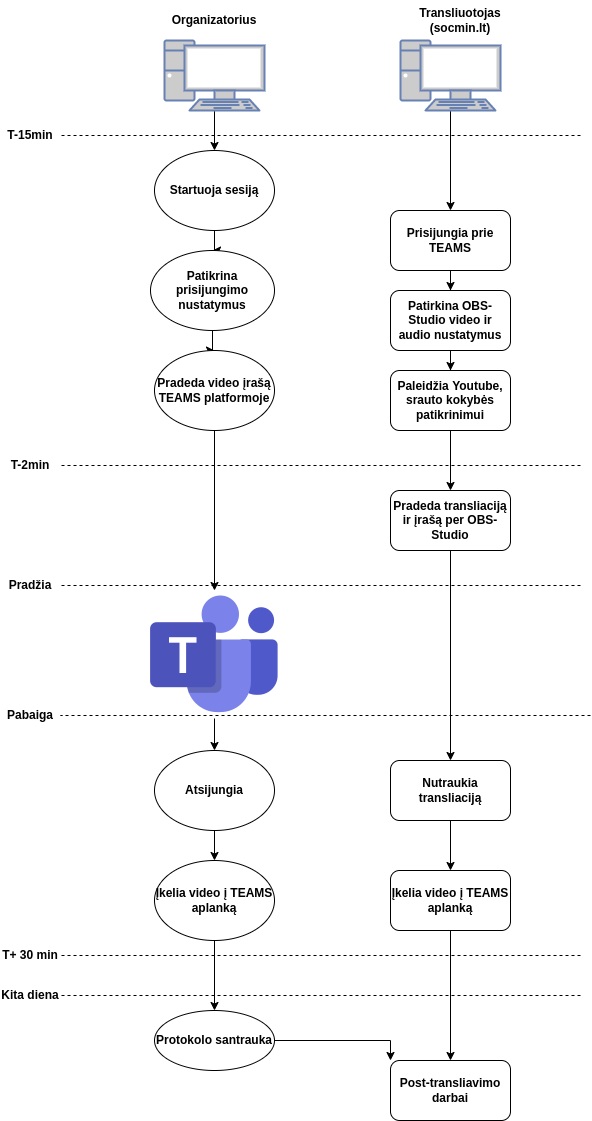 Organizatorius
Transliuotojas
(socmin.lt)
T-15min
Startuoja sesiją
Prisijungia prie
TEAMS
Patikrina
prisijungimo
nustatymus
Patirkina OBS-
Studio video ir
audio nustatymus
Pradeda video įrašą
TEAMS platformoje
Paleidžia Youtube,
srauto kokybės
patikrinimui
T-2min
Pradeda transliaciją
ir įrašą per OBS-
Studio
Pradžia
T
Pabaiga
Atsijungia
Nutraukia
transliaciją
Įkelia video į TEAMS
aplanką
Įkelia video į TEAMS
aplanką
T+ 30 min
Kita diena
Protokolo santrauka
Post-transliavimo
darbai